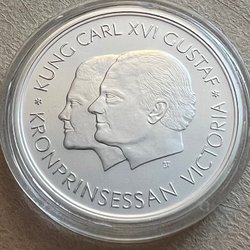 * KUNG CARL XVI GUSTAF *
KRONPRINSESSAN VICTORIA